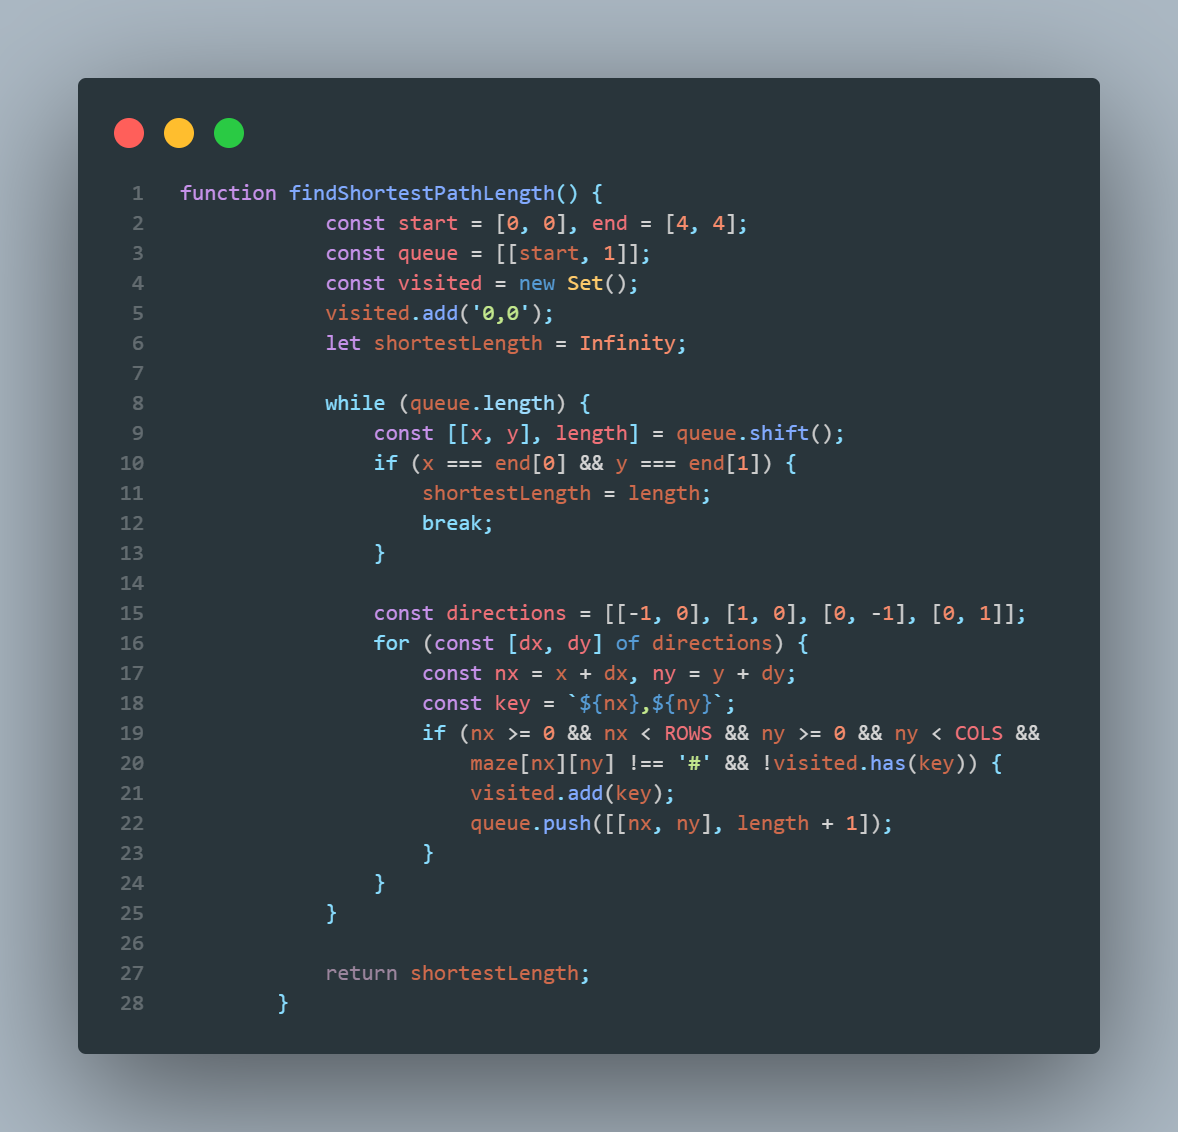 1 function findShortestPathLength() {
2 const start = [0, 0], end = [4, 4];
3 const queue = [[start, 1]];
4 const visited = new Set();
5 visited.add('0,0');
6 let shortestLength = Infinity;
7
8 while (queue.length) {
9 const [[x, y], length] = queue.shift();
10 if (x === end[0] && y === end[1]) {
11 shortestLength = length;
12 break;
13 }
14
15 const directions = [[-1, 0], [1, 0], [0, -1], [0, 1]];
16 for (const [dx, dy] of directions) {
17 const nx = x + dx, ny = y + dy;
18 const key = `${nx},${ny}`;
19 if (nx >= 0 && nx < ROWS && ny >= 0 && ny < COLS &&
20 maze[nx][ny] !== '#' && !visited.has(key)) {
21 visited.add(key);
22 queue.push([[nx, ny], length + 1]);
23 }
24 }
25 }
26
27 return shortestLength;
28 }